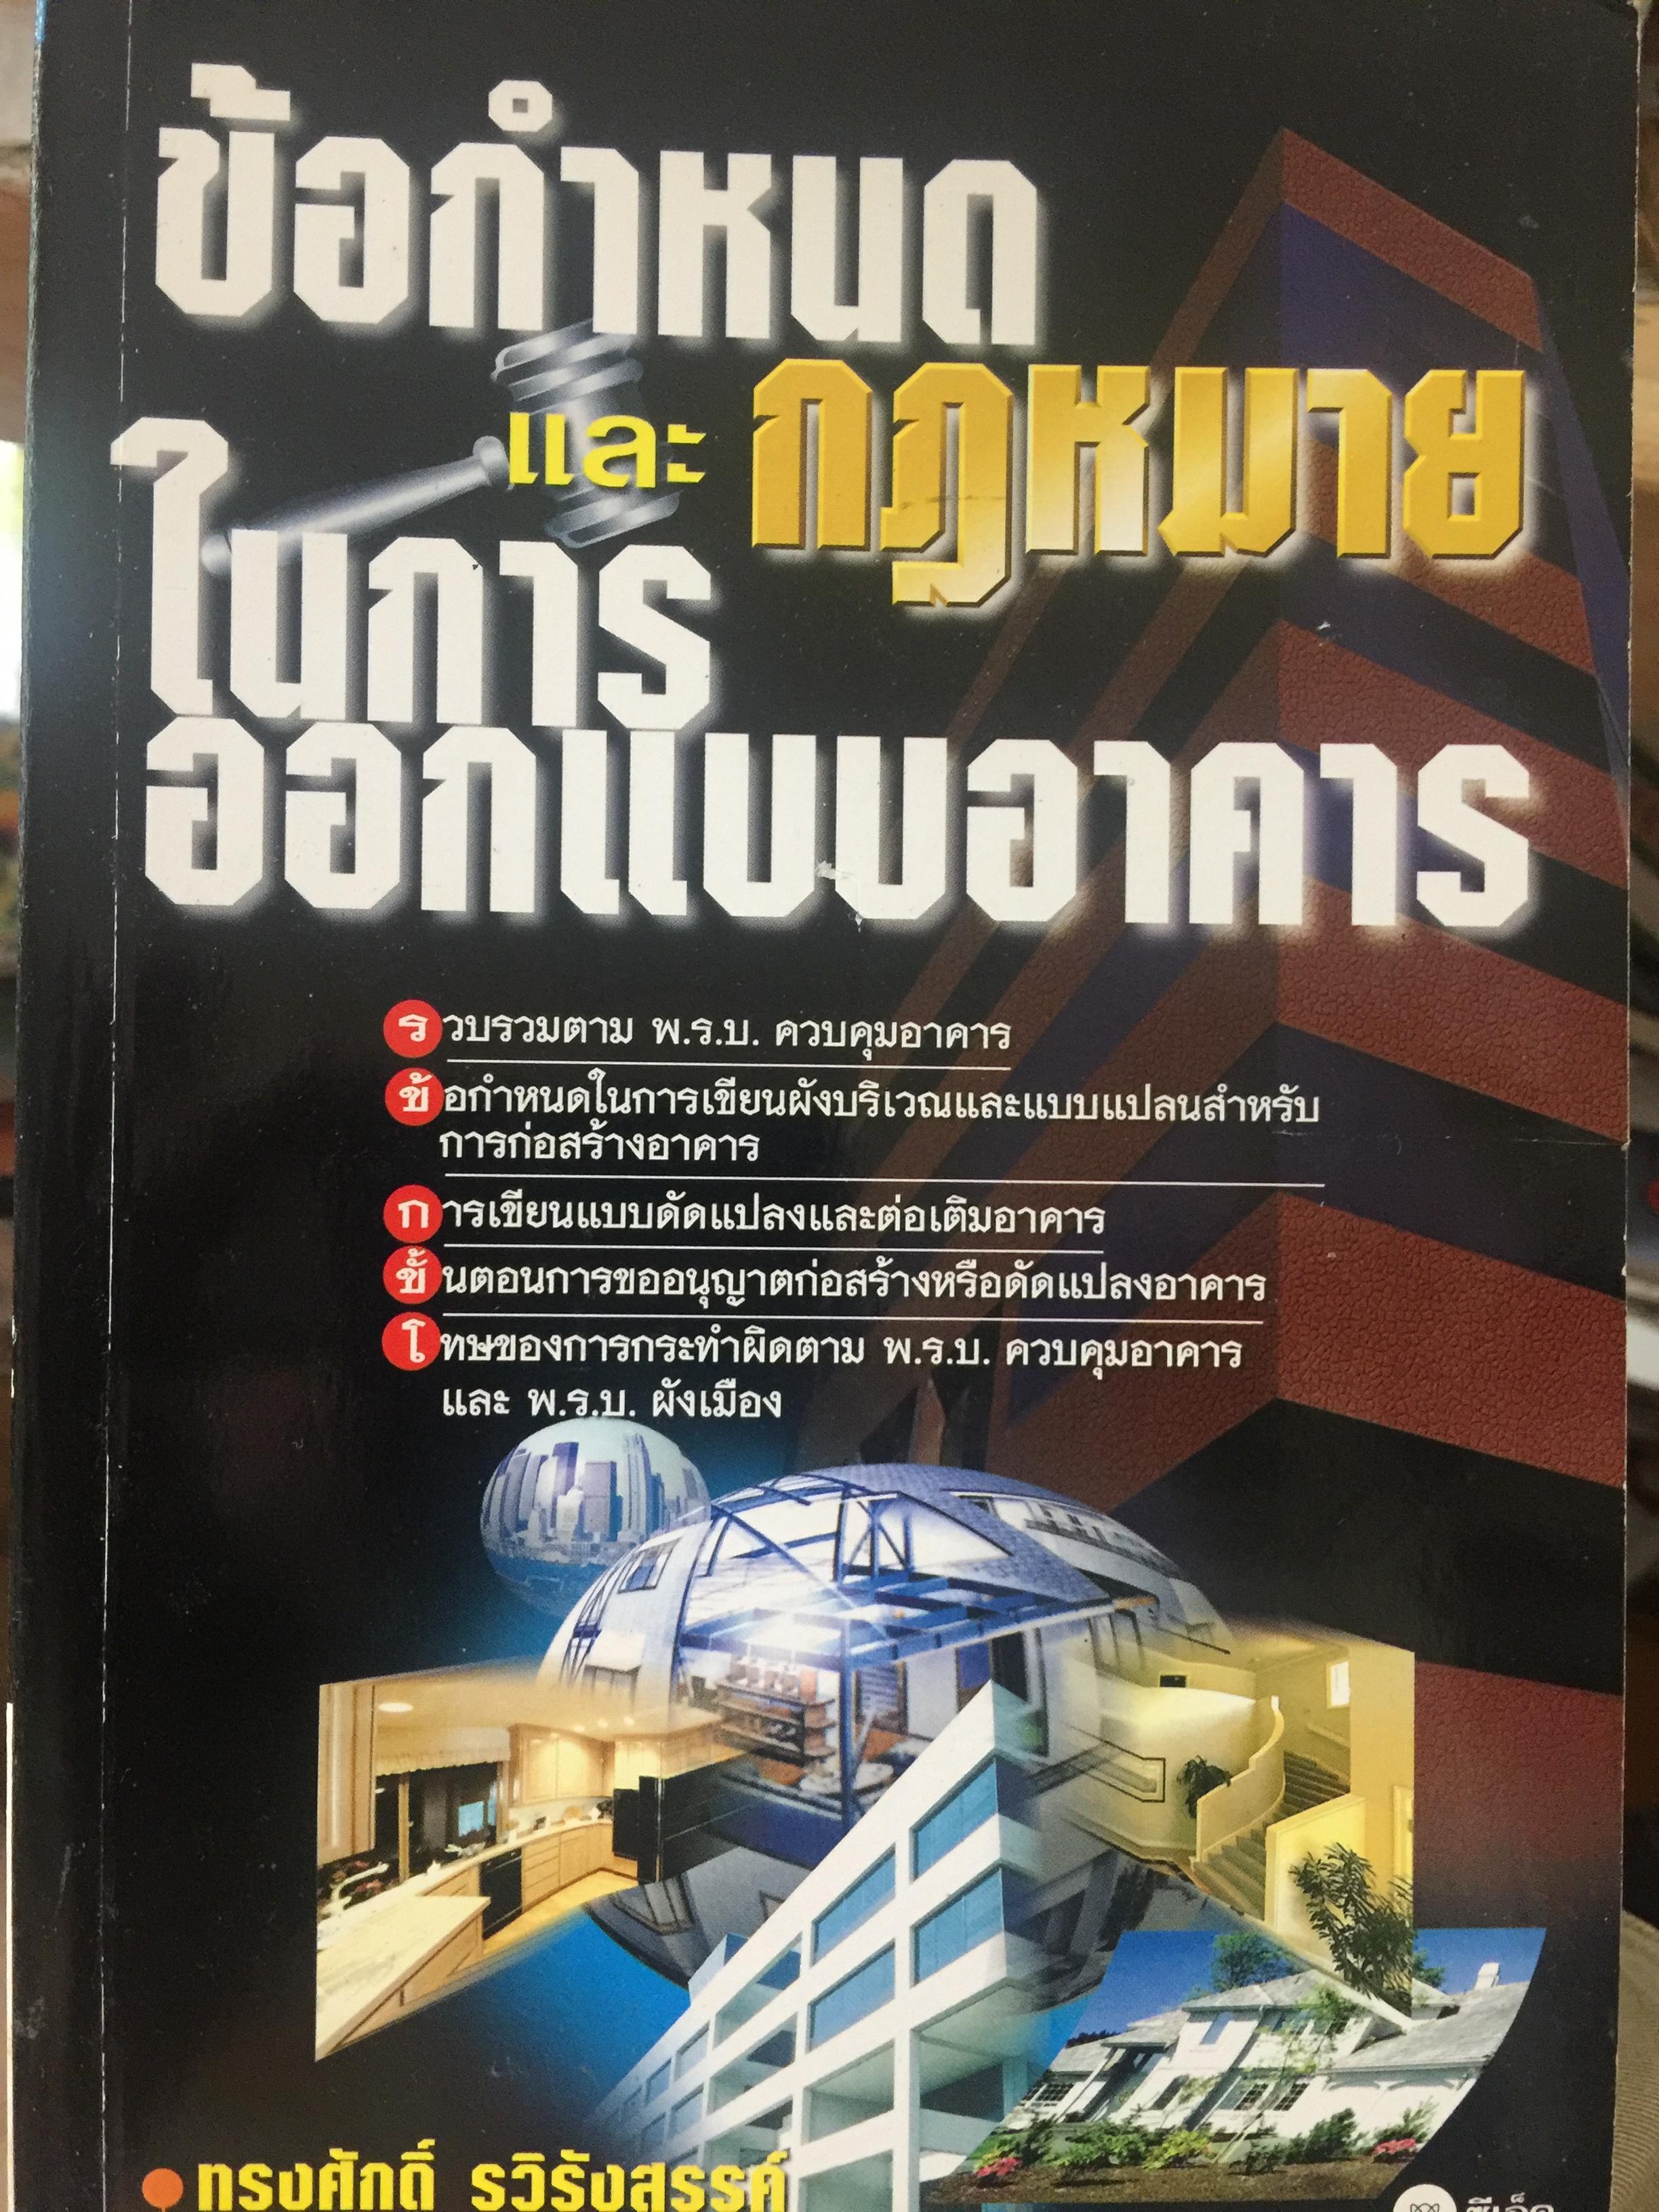 ข้อกำหนด
และ กฎหมาย
ในการ
ออกแบบอาคาร
รวบรวมตาม พ.ร.บ. ควบคุมอาคาร
ข้อกำหนดในการเขียนผังบริเวณและแบบแปลนสำหรับ
การก่อสร้างอาคาร
การเขียนแบบดัดแปลงและต่อเติมอาคาร
ขั้นตอนการขออนุญาตก่อสร้างหรือดัดแปลงอาคาร
โทษของการกระทำผิดตาม พ.ร.บ. ควบคุมอาคาร
และ พ.ร.บ. ผังเมือง
ทรงศักดิ์ รวิรังสรรค์
ซีเอ็ด